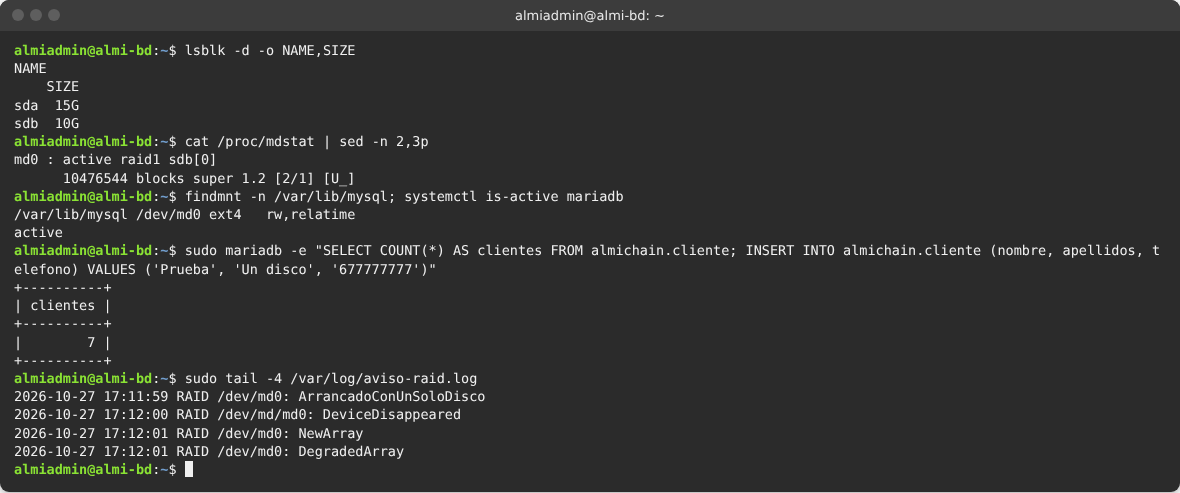 almiadmin@almi-bd: ~
almiadmin@almi-bd:~$ lsblk -d -o NAME,SIZE
NAME
    SIZE
sda  15G
sdb  10G
almiadmin@almi-bd:~$ cat /proc/mdstat | sed -n 2,3p
md0 : active raid1 sdb[0]
      10476544 blocks super 1.2 [2/1] [U_]
almiadmin@almi-bd:~$ findmnt -n /var/lib/mysql; systemctl is-active mariadb
/var/lib/mysql /dev/md0 ext4   rw,relatime
active
almiadmin@almi-bd:~$ sudo mariadb -e "SELECT COUNT(*) AS clientes FROM almichain.cliente; INSERT INTO almichain.cliente (nombre, apellidos, t
elefono) VALUES ('Prueba', 'Un disco', '677777777')"
+----------+
| clientes |
+----------+
|        7 |
+----------+
almiadmin@almi-bd:~$ sudo tail -4 /var/log/aviso-raid.log
2026-10-27 17:11:59 RAID /dev/md0: ArrancadoConUnSoloDisco
2026-10-27 17:12:00 RAID /dev/md/md0: DeviceDisappeared
2026-10-27 17:12:01 RAID /dev/md0: NewArray
2026-10-27 17:12:01 RAID /dev/md0: DegradedArray
almiadmin@almi-bd:~$